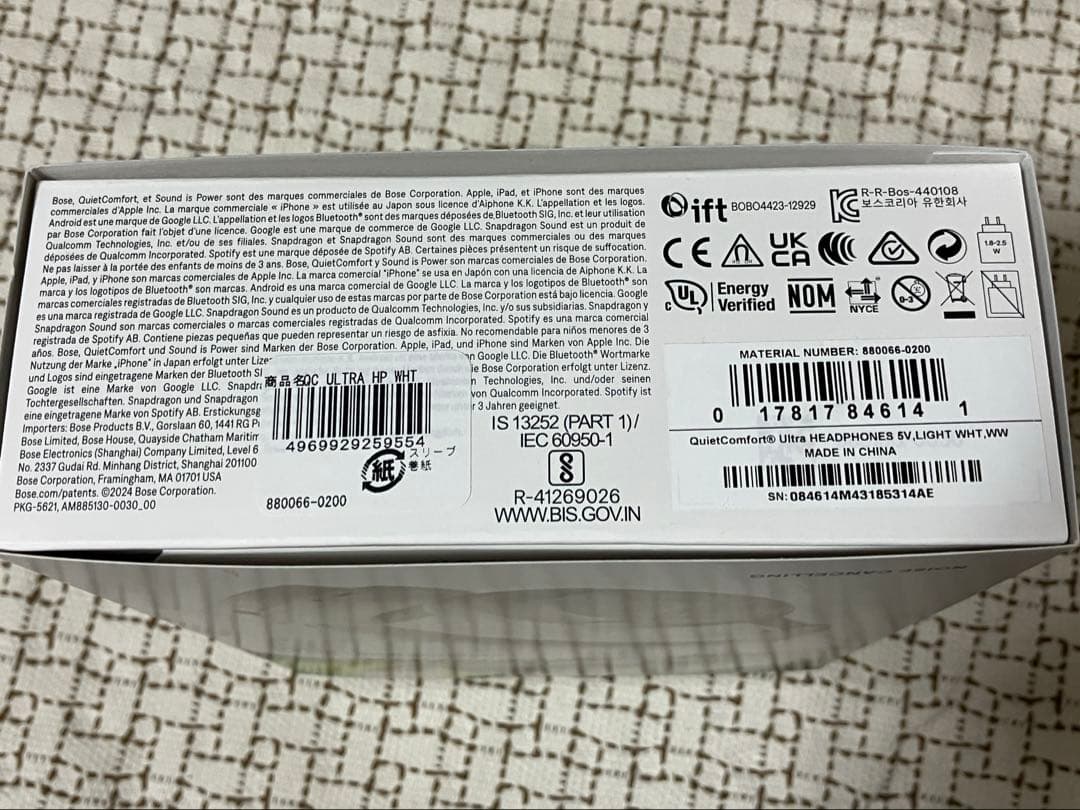 Bose, QuietComfort, et Sound is Power sont des marques commerciales de Bose Corporation. Apple, iPad, et iPhone sont des marques
commerciales d'Apple Inc. La marque commerciale « iPhone » est utilisée au Japon sous licence d'Aiphone K.K. L'appellation et les logos.
Android est une marque de Google LLC. L'appellation et les logos Bluetooth® sont des marques déposées de Bluetooth SIG, Inc. et leur utilisation
par Bose Corporation fait l'objet d'une licence. Google est une marque de commerce de Google LLC. Snapdragon Sound est un produit de
Qualcomm Technologies, Inc. et/ou de ses filiales. Snapdragon et Snapdragon Sound sont des marques commerciales ou des marques
déposées de Qualcomm Incorporated. Spotify est une marque déposée de Spotify AB. Certaines pièces présentent un risque de suffocation.
Ne pas laisser à la portée des enfants de moins de 3 ans. Bose, QuietComfort y Sound is Power son marcas comerciales de Bose Corporation.
Apple, iPad, y iPhone son marcas comerciales de Apple Inc. La marca comercial "iPhone" se usa en Japón con una licencia de Aiphone K.K. La
marca y los logotipos de Bluetooth® son marcas. Android es una marca comercial de Google LLC. La marca y los logotipos de Bluetooth® son
marcas comerciales registradas de Bluetooth SIG, Inc. y cualquier uso de estas marcas por parte de Bose Corporation está bajo licencia. Google
es una marca registrada de Google LLC. Snapdragon Sound es un producto de Qualcomm Technologies, Inc. y/o sus subsidiarias. Snapdragon y
Snapdragon Sound son marcas comerciales o marcas comerciales registradas de Qualcomm Incorporated. Spotify es una marca comercial
registrada de Spotify AB. Contiene piezas pequeñas que pueden representar un riesgo de asfixia. No recomendable para niños menores de 3
años. Bose, QuietComfort und Sound is Power sind Marken der Bose Corporation. Apple, iPad, und iPhone sind Marken von Apple Inc. Die
Nutzung der Marke „iPhone" in Japan erfolgt unter Lize
n Google LLC. Die Bluetooth® Wortmarke
und Logos sind eingetragene Marken der Bluetooth SI
ie Bose Corporation erfolgt unter Lizenz.
Google ist eine Marke von Google LLC. Snapdr
n Technologies, Inc. und/oder seinen
Tochtergesellschaften. Snapdragon und Snapdragon
von Qualcomm Incorporated. Spotify ist
eine eingetragene Marke von Spotify AB. Erstickungsg
r 3 Jahren geeignet.
Importers: Bose Products B.V., Gorslaan 60, 1441 RG P
Bose Limited, Bose House, Quayside Chatham Maritim
Bose Electronics (Shanghai) Company Limited, Level 6
No. 2337 Gudai Rd. Minhang District, Shanghai 201100
Bose Corporation, Framingham, MA 01701 USA
Bose.com/patents. ©2024 Bose Corporation.
PKG-5621, AM885130-0030_00
商品名QC ULTRA HP WHT
4969929259554
紙
スリーブ
巻紙
880066-0200
IS 13252 (PART 1)/
IEC 60950-1
R-41269026
WWW.BIS.GOV.IN
ift BOBO4423-12929
R-R-Bos-440108
보스코리아 유한회사
CE
UK
CA
1.8-2.5
W
c UL Energy
Verified
NOM
NYCE
0-3
MATERIAL NUMBER: 880066-0200
0 17817 84614 1
QuietComfort® Ultra HEADPHONES 5V,LIGHT WHT,WW
MADE IN CHINA
SN: 084614M43185314AE
NOISE CANCELLING